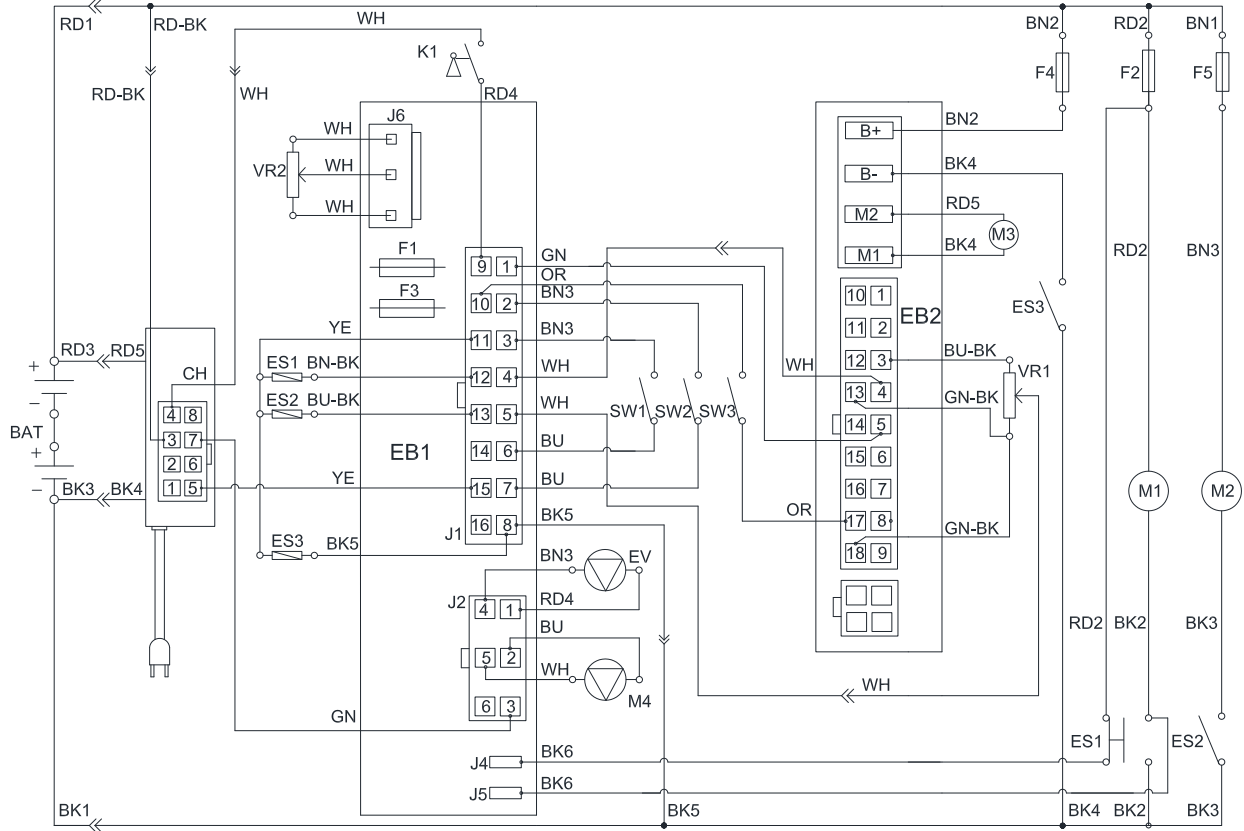 RD1
RD-BK
WH
BN2
RD2
BN1
K1
F4
F2
F5
RD-BK
WH
RD4
J6
WH
B+
BN2
VR2
WH
B-
BK4
WH
M2
RD5
M3
F1
GN
M1
BK4
RD2
BN3
9 1
OR
F3
10 2
BN3
10 1
EB2
ES3
YE
11 3
BN3
11 2
RD3
RD5
CH
ES1
BN-BK
12 4
WH
WH
12 3
BU-BK
VR1
4 8
ES2
BU-BK
13 5
WH
SW1
SW2
SW3
13 4
GN-BK
BAT
3 7
EB1
14 6
BU
14 5
2 6
15 6
BK3
BK4
1 5
YE
15 7
BU
16 7
M1
M2
OR
17 8
16 8
BK5
J1
GN-BK
ES3
BK5
18 9
BN3
EV
J2
4 1
RD4
BU
RD2
BK2
BK3
5 2
WH
M4
WH
6 3
GN
J4
BK6
ES1
ES2
J5
BK6
BK1
BK5
BK4
BK2
BK3
+
-
+
-